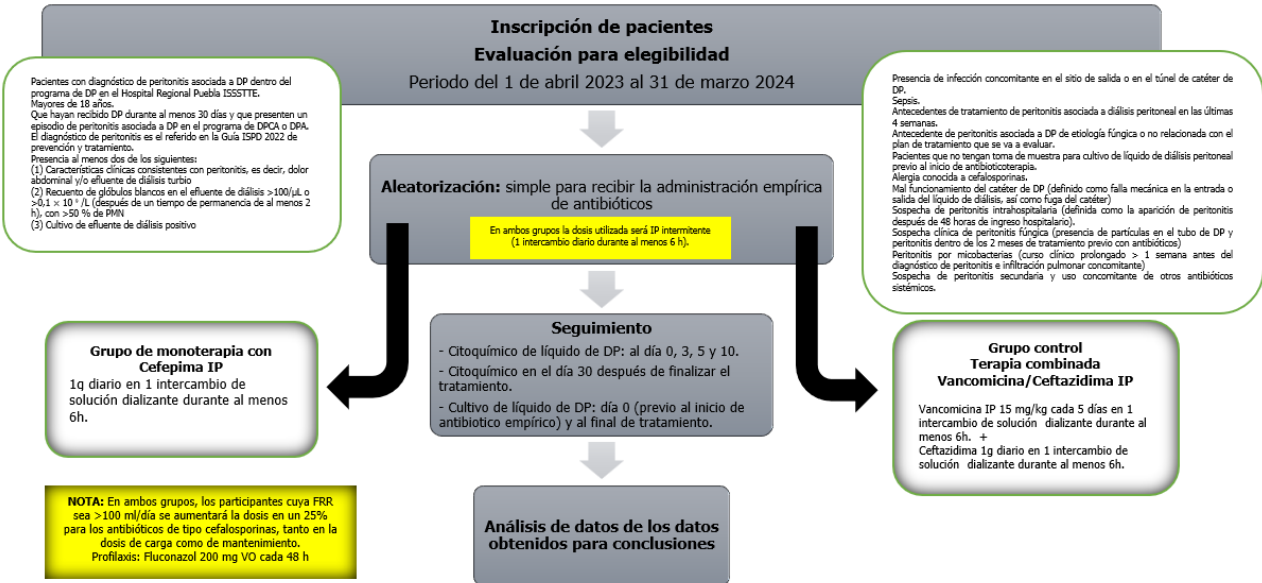 Inscripción de pacientes
Evaluación para elegibilidad
Periodo del 1 de abril 2023 al 31 de marzo 2024
Pacientes con diagnóstico de peritonitis asociada a DP dentro del
programa de DP en el Hospital Regional Puebla ISSSTTE.
Mayores de 18 años.
Que hayan recibido DP durante al menos 30 días y que presenten un
episodio de peritonitis asociada a DP en el programa de DPCA o DPA.
El diagnóstico de peritonitis es el referido en la Guía ISPD 2022 de
prevención y tratamiento.
Presencia al menos dos de los siguientes:
(1) Características clínicas consistentes con peritonitis, es decir, dolor
abdominal y/o efluente de diálisis turbio
(2) Recuento de glóbulos blancos en el efluente de diálisis >100/μL o
>0,1 × 10 ⁶ /L (después de un tiempo de permanencia de al menos 2
h), con >50 % de PMN
(3) Cultivo de efluente de diálisis positivo
Presencia de infección concomitante en el sitio de salida o en el túnel de catéter de
DP.
Sepsis.
Antecedentes de tratamiento de peritonitis asociada a diálisis peritoneal en las últimas
4 semanas.
Antecedente de peritonitis asociada a DP de etiología fúngica o no relacionada con el
plan de tratamiento que se va a evaluar.
Pacientes que no tengan toma de muestra para cultivo de líquido de diálisis peritoneal
previo al inicio de antibioticoterapia.
Alergia conocida a cefalosporinas.
Mal funcionamiento del catéter de DP (definido como falla mecánica en la entrada o
salida del líquido de diálisis, así como fuga del catéter)
Sospecha de peritonitis intrahospitalaria (definida como la aparición de peritonitis
después de 48 horas de ingreso hospitalario).
Sospecha clínica de peritonitis fúngica (presencia de partículas en el tubo de DP y
peritonitis dentro de los 2 meses de tratamiento previo con antibióticos)
Peritonitis por micobacterias (curso clínico prolongado > 1 semana antes del
diagnóstico de peritonitis e infiltración pulmonar concomitante)
Sospecha de peritonitis secundaria y uso concomitante de otros antibióticos
sistémicos.
Aleatorización: simple para recibir la administración empírica
de antibióticos
En ambos grupos la dosis utilizada será IP intermitente
(1 intercambio diario durante al menos 6 h).
Grupo de monoterapia con
Cefepima IP
1g diario en 1 intercambio de
solución dializante durante al menos
6h.
Seguimiento
- Citoquímico de líquido de DP: al día 0, 3, 5 y 10.
- Citoquímico en el día 30 después de finalizar el
tratamiento.
- Cultivo de líquido de DP: día 0 (previo al inicio de
antibiotico empírico) y al final de tratamiento.
Grupo control
Terapia combinada
Vancomicina/Ceftazidima IP
Vancomicina IP 15 mg/kg cada 5 días en 1
intercambio de solución dializante durante al
menos 6h. +
Ceftazidima 1g diario en 1 intercambio de
solución dializante durante al menos 6h.
NOTA: En ambos grupos, los participantes cuya FRR
sea >100 ml/día se aumentará la dosis en un 25%
para los antibióticos de tipo cefalosporinas, tanto en la
dosis de carga como de mantenimiento.
Profilaxis: Fluconazol 200 mg VO cada 48 h
Análisis de datos de los datos
obtenidos para conclusiones